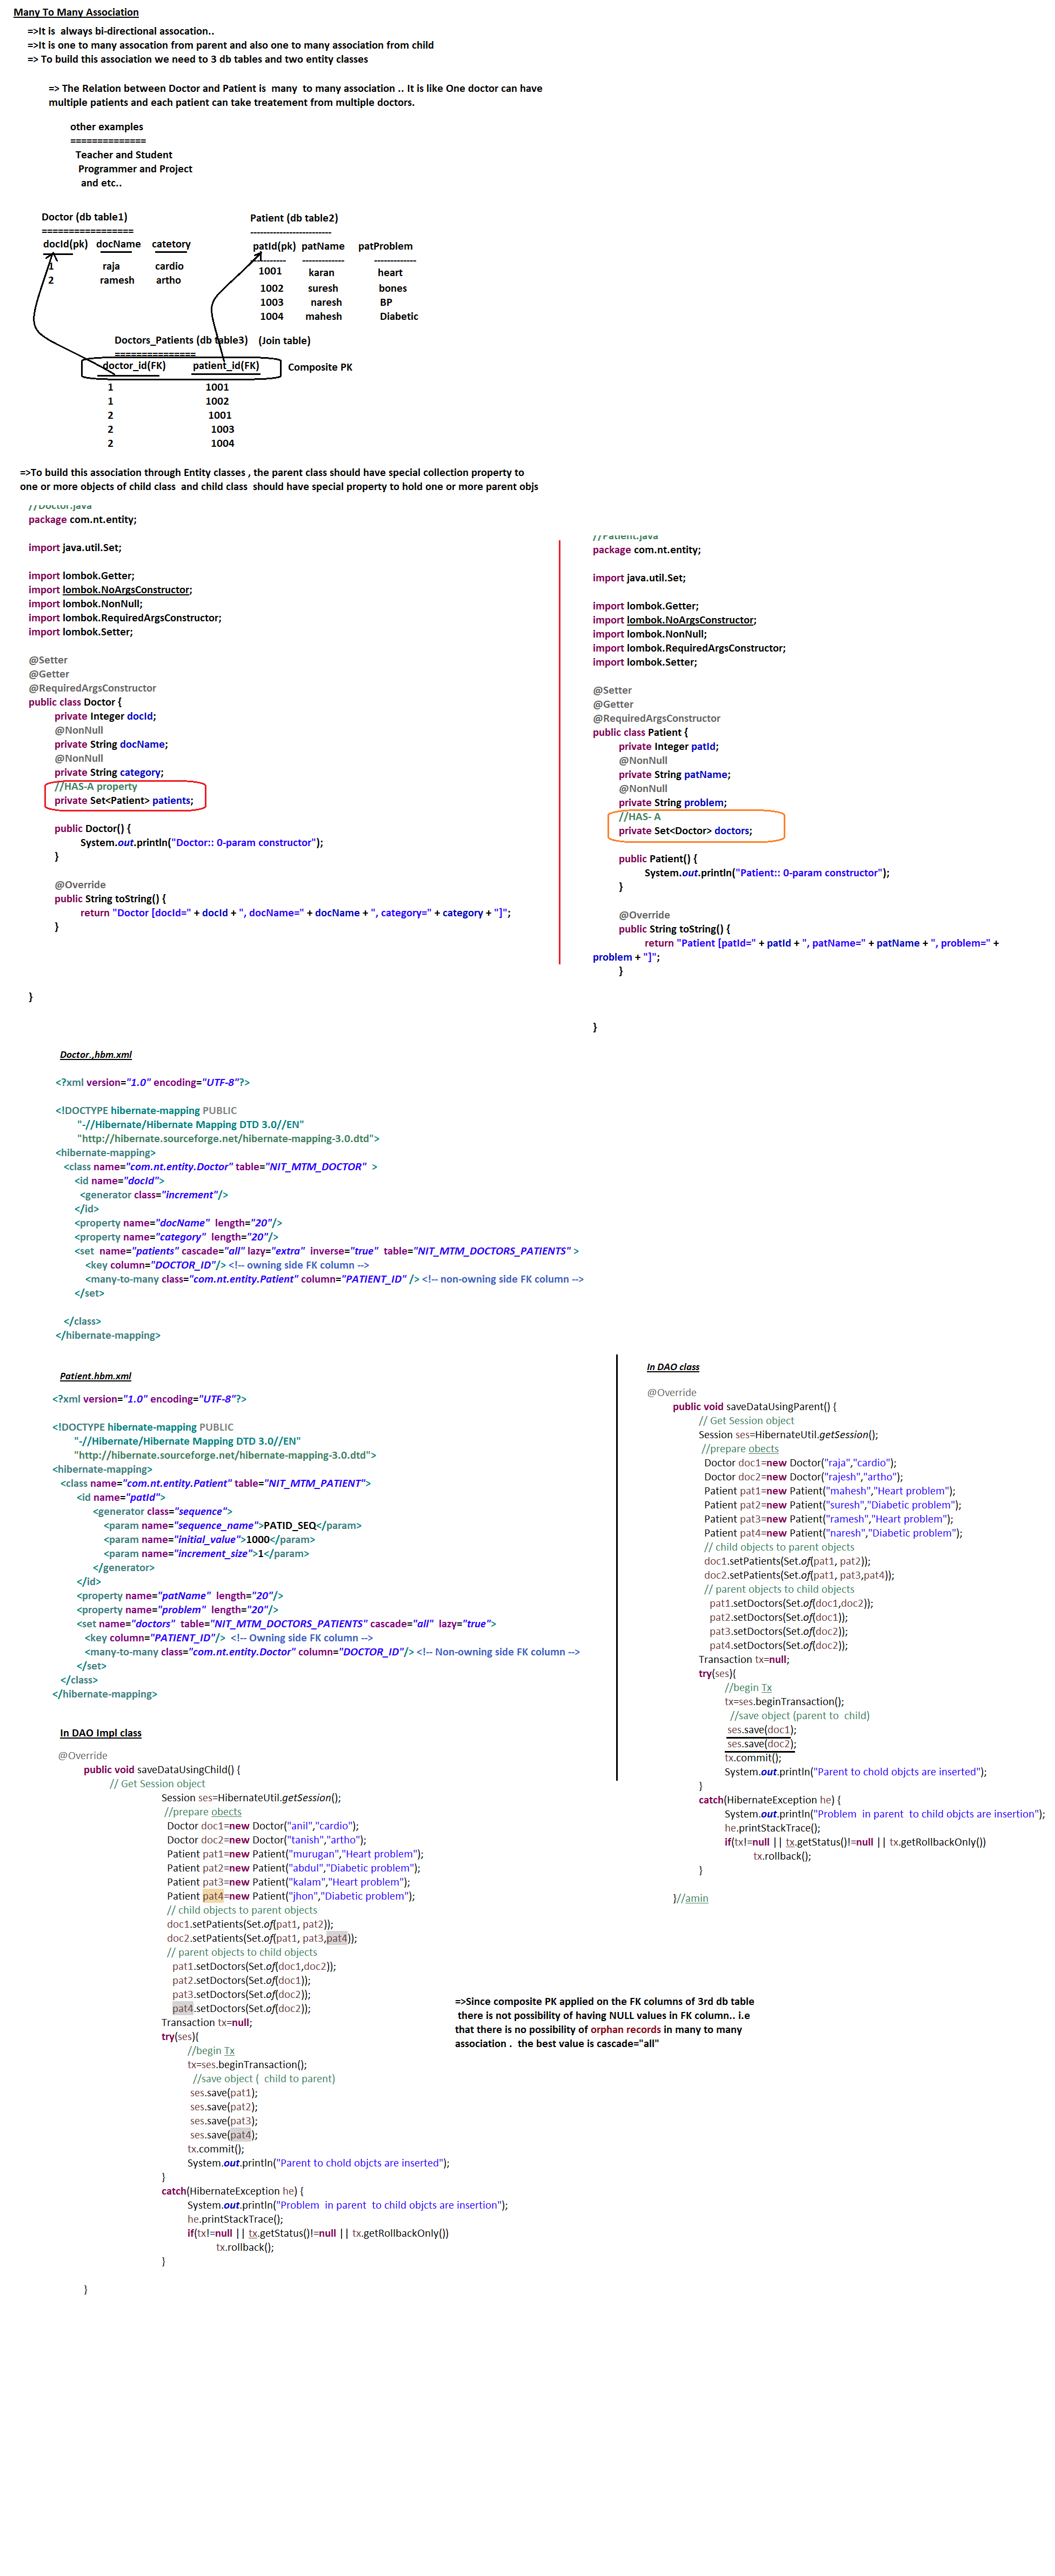 Many To Many Association
=>It is  always bi-directional assocation..
=>It is one to many assocation from parent and also one to many association from child
=> To build this association we need to 3 db tables and two entity classes
=> The Relation between Doctor and Patient is  many  to many association .. It is like One doctor can have
multiple patients and each patient can take treatement from multiple doctors.
other examples
==============
Teacher and Student
Programmer and Project
and etc..
Doctor (db table1)
=================
docId(pk)   docName    catetory
1   raja   cardio
2   ramesh   artho
Patient (db table2)
-------------------------
patId(pk)  patName    patProblem
----------- ------------- -------------
1001   karan   heart
1002   suresh   bones
1003   naresh   BP
1004   mahesh   Diabetic
Doctors_Patients (db table3)    (Join table)
===============
doctor_id(FK)   patient_id(FK)   Composite PK
1   1001
1   1002
2   1001
2   1003
2   1004
=>To build this association through Entity classes , the parent class should have special collection property to
one or more objects of child class  and child class  should have special property to hold one or more parent objs
//Doctor.java
package com.nt.entity;
import java.util.Set;
import lombok.Getter;
import lombok.NoArgsConstructor;
import lombok.NonNull;
import lombok.RequiredArgsConstructor;
import lombok.Setter;
@Setter
@Getter
@RequiredArgsConstructor
public class Doctor {
private Integer docId;
@NonNull
private String docName;
@NonNull
private String category;
//HAS-A property
private Set<Patient> patients;
public Doctor() {
System.out.println("Doctor:: 0-param constructor");
}
@Override
public String toString() {
return "Doctor [docId=" + docId + ", docName=" + docName + ", category=" + category + "]";
}
}
//Patient.java
package com.nt.entity;
import java.util.Set;
import lombok.Getter;
import lombok.NoArgsConstructor;
import lombok.NonNull;
import lombok.RequiredArgsConstructor;
import lombok.Setter;
@Setter
@Getter
@RequiredArgsConstructor
public class Patient {
private Integer patId;
@NonNull
private String patName;
@NonNull
private String problem;
//HAS- A
private Set<Doctor> doctors;
public Patient() {
System.out.println("Patient:: 0-param constructor");
}
@Override
public String toString() {
return "Patient [patId=" + patId + ", patName=" + patName + ", problem=" +
problem + "]";
}
}
Doctor.,hbm.xml
<?xml version="1.0" encoding="UTF-8"?>
<!DOCTYPE hibernate-mapping PUBLIC
"-//Hibernate/Hibernate Mapping DTD 3.0//EN"
"http://hibernate.sourceforge.net/hibernate-mapping-3.0.dtd">
<hibernate-mapping>
<class name="com.nt.entity.Doctor" table="NIT_MTM_DOCTOR"  >
<id name="docId">
<generator class="increment"/>
</id>
<property name="docName"  length="20"/>
<property name="category"  length="20"/>
<set  name="patients" cascade="all" lazy="extra"  inverse="true"  table="NIT_MTM_DOCTORS_PATIENTS" >
<key column="DOCTOR_ID"/> <!-- owning side FK column -->
<many-to-many class="com.nt.entity.Patient" column="PATIENT_ID" /> <!-- non-owning side FK column -->
</set>
</class>
</hibernate-mapping>
Patient.hbm.xml
<?xml version="1.0" encoding="UTF-8"?>
<!DOCTYPE hibernate-mapping PUBLIC
"-//Hibernate/Hibernate Mapping DTD 3.0//EN"
"http://hibernate.sourceforge.net/hibernate-mapping-3.0.dtd">
<hibernate-mapping>
<class name="com.nt.entity.Patient" table="NIT_MTM_PATIENT">
<id name="patId">
<generator class="sequence">
<param name="sequence_name">PATID_SEQ</param>
<param name="initial_value">1000</param>
<param name="increment_size">1</param>
</generator>
</id>
<property name="patName"  length="20"/>
<property name="problem"  length="20"/>
<set name="doctors"  table="NIT_MTM_DOCTORS_PATIENTS" cascade="all"  lazy="true">
<key column="PATIENT_ID"/>  <!-- Owning side FK column -->
<many-to-many class="com.nt.entity.Doctor" column="DOCTOR_ID"/> <!-- Non-owning side FK column -->
</set>
</class>
</hibernate-mapping>
In DAO class
@Override
public void saveDataUsingParent() {
// Get Session object
Session ses=HibernateUtil.getSession();
//prepare objects
Doctor doc1=new Doctor("raja","cardio");
Doctor doc2=new Doctor("rajesh","artho");
Patient pat1=new Patient("mahesh","Heart problem");
Patient pat2=new Patient("suresh","Diabetic problem");
Patient pat3=new Patient("ramesh","Heart problem");
Patient pat4=new Patient("naresh","Diabetic problem");
// child objects to parent objects
doc1.setPatients(Set.of(pat1, pat2));
doc2.setPatients(Set.of(pat1, pat3,pat4));
// parent objects to child objects
pat1.setDoctors(Set.of(doc1,doc2));
pat2.setDoctors(Set.of(doc1));
pat3.setDoctors(Set.of(doc2));
pat4.setDoctors(Set.of(doc2));
Transaction tx=null;
try(ses){
//begin Tx
tx=ses.beginTransaction();
//save object (parent to  child)
ses.save(doc1);
ses.save(doc2);
tx.commit();
System.out.println("Parent to chold objcts are inserted");
}
catch(HibernateException he) {
System.out.println("Problem  in parent  to child objcts are insertion");
he.printStackTrace();
if(tx!=null || tx.getStatus()!=null || tx.getRollbackOnly())
tx.rollback();
}
}//amin
In DAO Impl class
@Override
public void saveDataUsingChild() {
// Get Session object
Session ses=HibernateUtil.getSession();
//prepare obects
Doctor doc1=new Doctor("anil","cardio");
Doctor doc2=new Doctor("tanish","artho");
Patient pat1=new Patient("murugan","Heart problem");
Patient pat2=new Patient("abdul","Diabetic problem");
Patient pat3=new Patient("kalam","Heart problem");
Patient pat4=new Patient("jhon","Diabetic problem");
// child objects to parent objects
doc1.setPatients(Set.of(pat1, pat2));
doc2.setPatients(Set.of(pat1, pat3,pat4));
// parent objects to child objects
pat1.setDoctors(Set.of(doc1,doc2));
pat2.setDoctors(Set.of(doc1));
pat3.setDoctors(Set.of(doc2));
pat4.setDoctors(Set.of(doc2));
Transaction tx=null;
try(ses){
//begin Tx
tx=ses.beginTransaction();
//save object (  child to parent)
ses.save(pat1);
ses.save(pat2);
ses.save(pat3);
ses.save(pat4);
tx.commit();
System.out.println("Parent to chold objcts are inserted");
}
catch(HibernateException he) {
System.out.println("Problem  in parent  to child objcts are insertion");
he.printStackTrace();
if(tx!=null || tx.getStatus()!=null || tx.getRollbackOnly())
tx.rollback();
}
}
=>Since composite PK applied on the FK columns of 3rd db table
there is not possibility of having NULL values in FK column.. i.e
that there is no possibility of orphan records in many to many
association .  the best value is cascade="all"